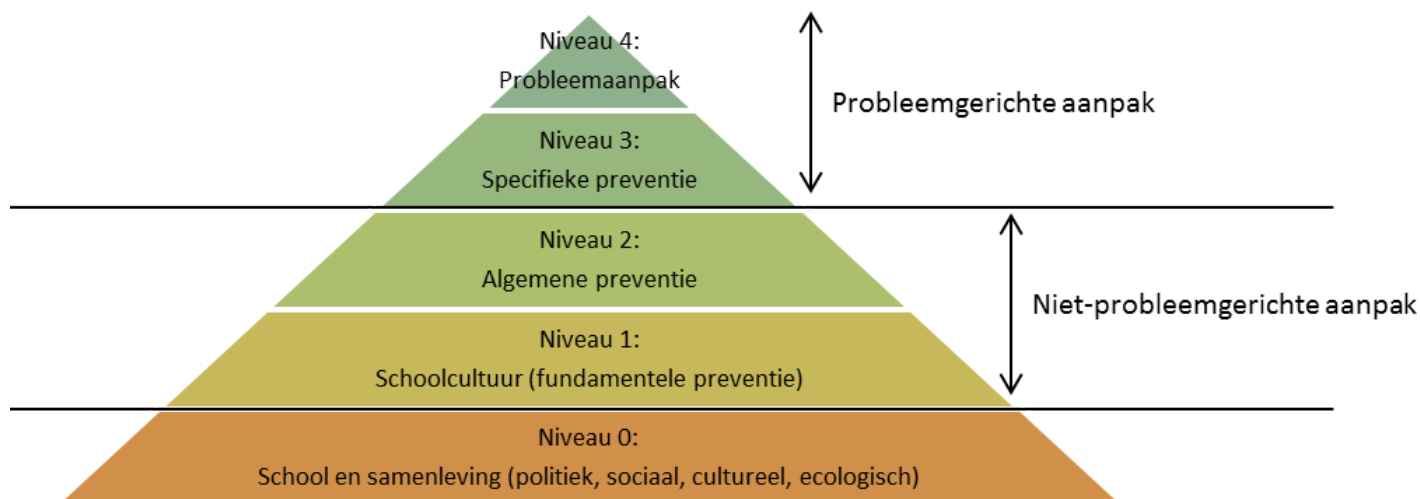 Niveau 4:
Probleemaanpak
Probleemgerichte aanpak
Niveau 3:
Specifieke preventie
Niveau 2:
Algemene preventie
Niet-probleemgerichte aanpak
Niveau 1:
Schoolcultuur (fundamentele preventie)
Niveau 0:
School en samenleving (politiek, sociaal, cultureel, ecologisch)